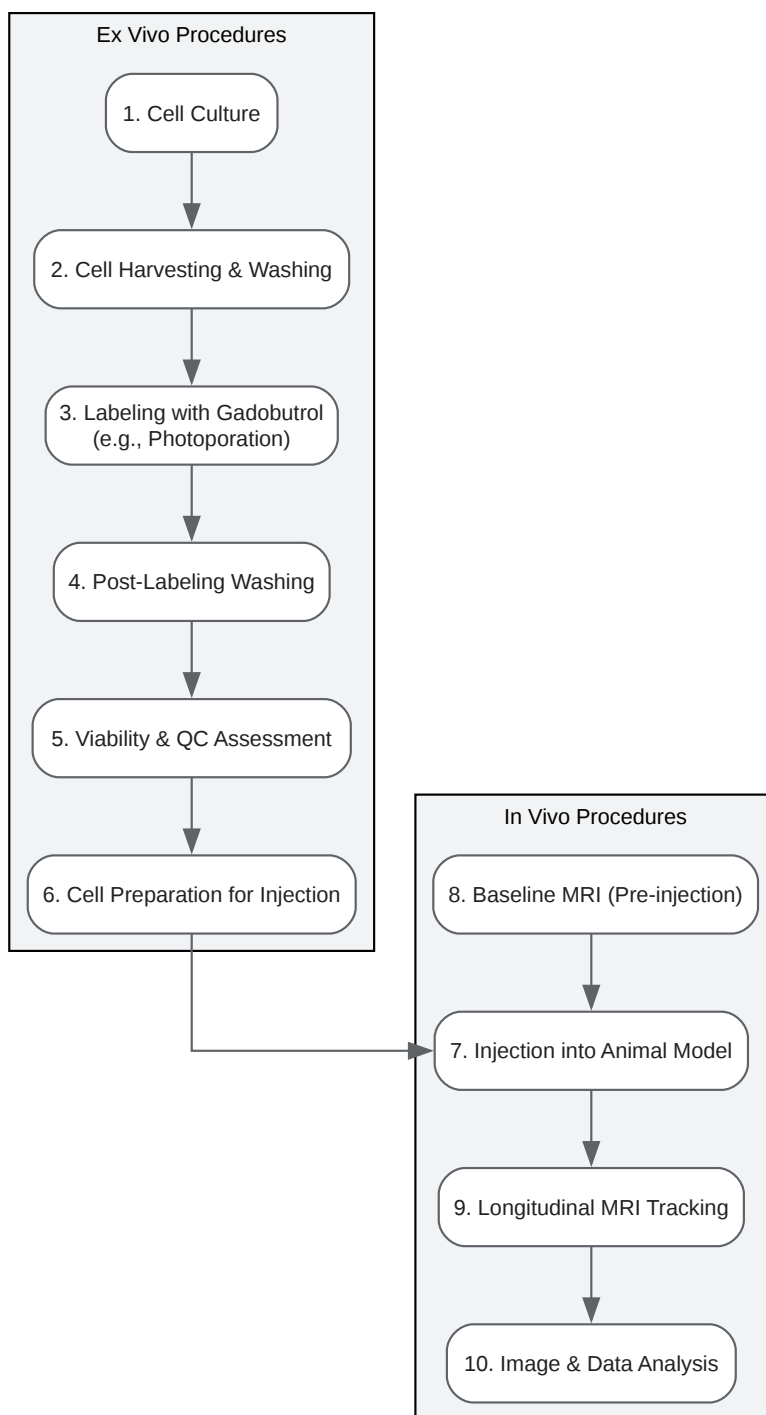 Ex Vivo Procedures
1. Cell Culture
2. Cell Harvesting & Washing
3. Labeling with Gadobutrol
(e.g., Photoporation)
4. Post-Labeling Washing
5. Viability & QC Assessment
6. Cell Preparation for Injection
In Vivo Procedures
8. Baseline MRI (Pre-injection)
7. Injection into Animal Model
9. Longitudinal MRI Tracking
10. Image & Data Analysis